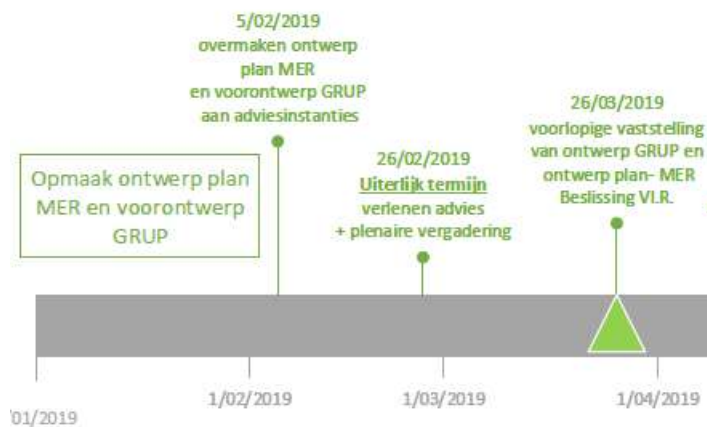 5/02/2019
overmaken ontwerp
plan MER
en voorontwerp GRUP
aan adviesinstanties
Opmaak ontwerp plan
MER en voorontwerp
GRUP
26/02/2019
Uiterlijk termijn
verlenen advies
+ plenaire vergadering
26/03/2019
voorlopige vaststelling
van ontwerp GRUP en
ontwerp plan- MER
Beslissing Vl.R.
'01/2019
1/02/2019
1/03/2019
1/04/2019